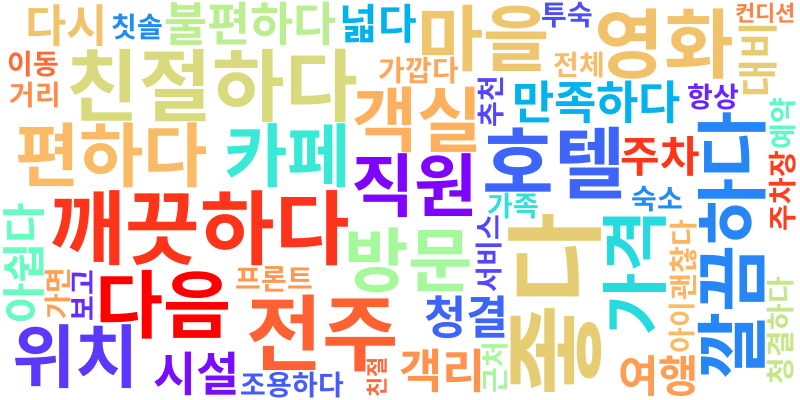 다시
칫솔
불편하다
넓다
마을
투숙
영화
컨디션
대비
이동
거리
친절하다
가깝다
전체
객실
추천
만족하다
항상
예약
편하다
카페
직원
호텔
주차
깔끔하다
주차장
깨끗하다
가족
숙소
서비스
좋다
가격
괜찮다
아쉽다
가면
보고
다음
프론트
방문
전주
청결
아이
청결하다
위치
시설
조용하다
친절
객리
근처
여행